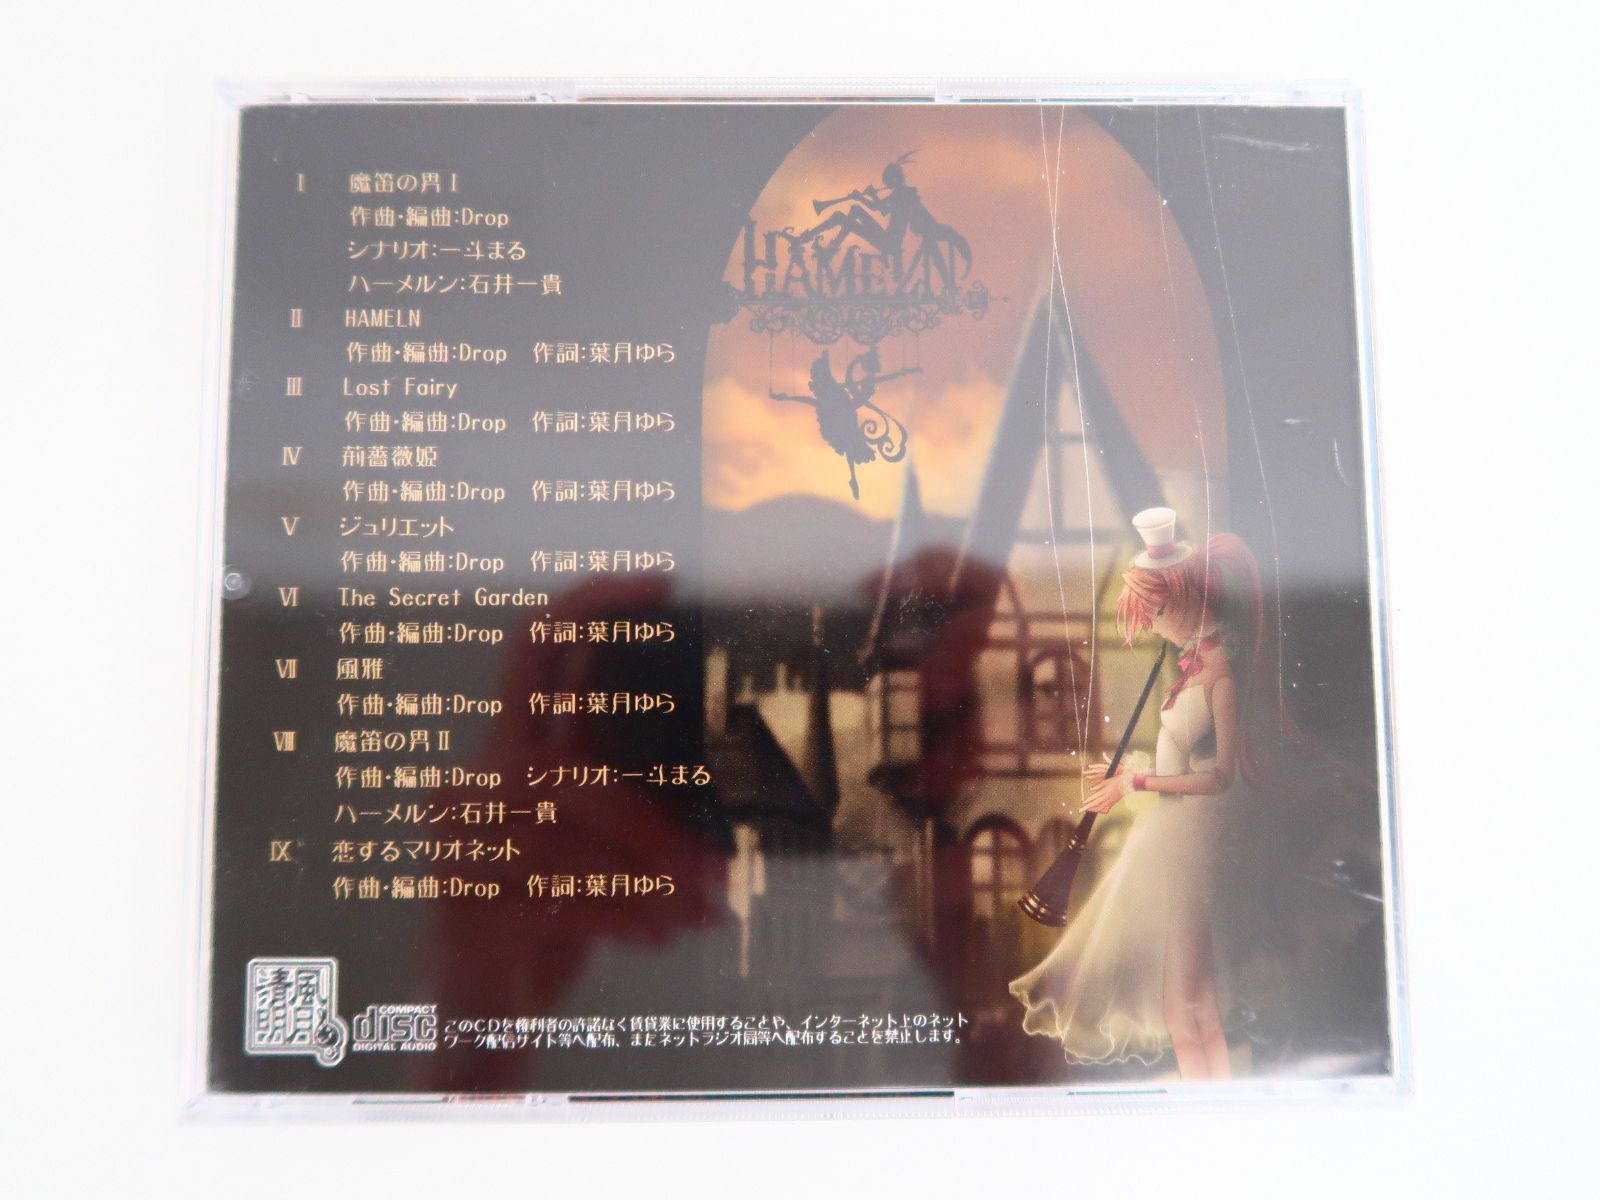 HAMELN
Ⅰ 魔笛の男Ⅰ
作曲・編曲:Drop
シナリオ:一斗まる
ハーメルン:石井一貴
Ⅱ HAMELN
作曲・編曲:Drop 作詞:葉月ゆら
Ⅲ Lost Fairy
作曲・編曲:Drop 作詞:葉月ゆら
Ⅳ 荊薔薇姫
作曲・編曲:Drop 作詞:葉月ゆら
Ⅴ ジュリエット
作曲・編曲:Drop 作詞:葉月ゆら
Ⅵ The Secret Garden
作曲・編曲:Drop 作詞:葉月ゆら
Ⅶ 風雅
作曲・編曲:Drop 作詞:葉月ゆら
Ⅷ 魔笛の男Ⅱ
作曲・編曲:Drop シナリオ:一斗まる
ハーメルン:石井一貴
Ⅸ 恋するマリオネット
作曲・編曲:Drop 作詞:葉月ゆら
清風明月
COMPACT
disc
DIGITAL AUDIO
このCDを権利者の許諾なく賃貸業に使用することや、インターネット上のネット
ワーク配信サイト等へ配布、またネットラジオ局等へ配布することを禁止します。